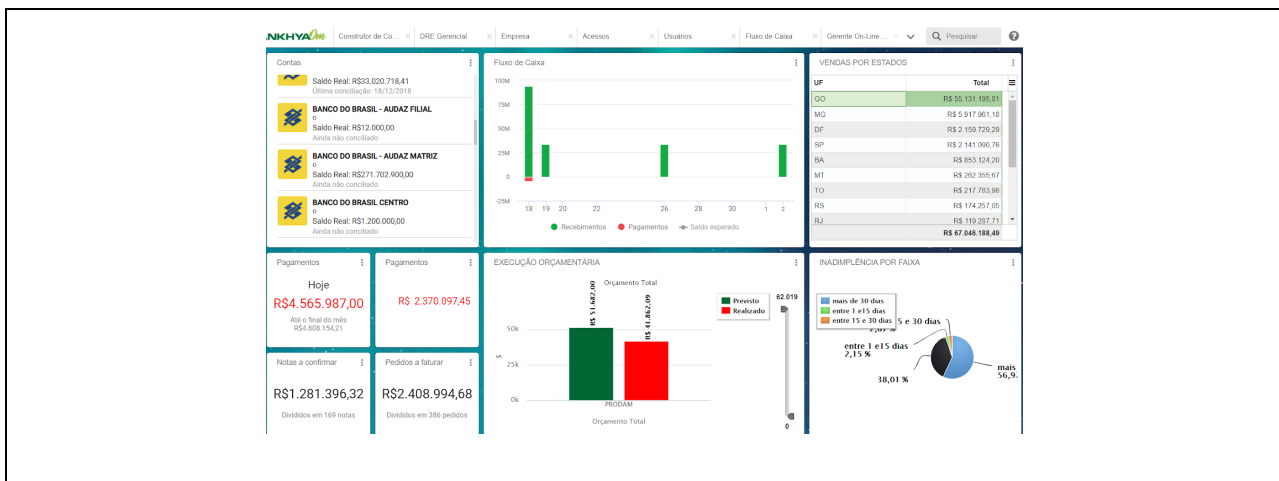 NKHYA Om
Construtor de Co... × DRE Gerencial × Empresa × Acessos × Usuários × Fluxo de Caixa × Gerente On-Line ... × Pesquisar
Contas
Saldo Real: R$33.020.718,41
Última conciliação: 18/12/2018
BANCO DO BRASIL - AUDAZ FILIAL
0
Saldo Real: R$12.000,00
Ainda não conciliado
BANCO DO BRASIL - AUDAZ MATRIZ
0
Saldo Real: R$271.702.900,00
Ainda não conciliado
BANCO DO BRASIL CENTRO
0
Saldo Real: R$1.200.000,00
Ainda não conciliado
Fluxo de Caixa
100M
75M
50M
25M
0
-25M
18 19 20 22 26 28 30 1 2
Recebimentos Pagamentos Saldo esperado
VENDAS POR ESTADOS
UF Total
GO R$ 55.131.195,81
MG R$ 5.917.961,18
DF R$ 2.159.729,29
SP R$ 2.141.090,76
BA R$ 853.124,20
MT R$ 262.355,67
TO R$ 217.783,98
RS R$ 174.257,05
RJ R$ 119.287,71
R$ 67.046.188,49
Pagamentos
Hoje
R$4.565.987,00
Até o final do mês
R$4.808.154,21
Pagamentos
R$ 2.370.097,45
Notas a confirmar
R$1.281.396,32
Divididos em 169 notas
Pedidos a faturar
R$2.408.994,68
Divididos em 386 pedidos
EXECUÇÃO ORÇAMENTÁRIA
Orçamento Total
R$ 51.682,00
R$ 41.862,09
Previsto
Realizado
62.019
0
50k
25k
0k
$
PRODAM
Orçamento Total
INADIMPLÊNCIA POR FAIXA
mais de 30 dias
entre 1 e15 dias
entre 15 e 30 dias
5 e 30 dias
entre 1 e15 dias
2,15 %
38,01 %
mais
56,9